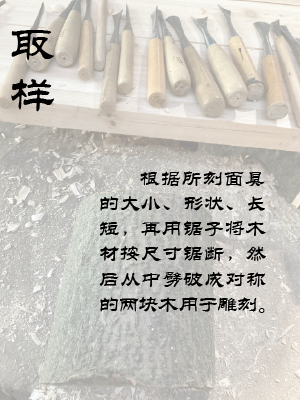 取
样
根据所刻面具
的大小、形状、长
短，再用锯子将木
材按尺寸锯断，然
后从中劈破成对称
的两块木用于雕刻。